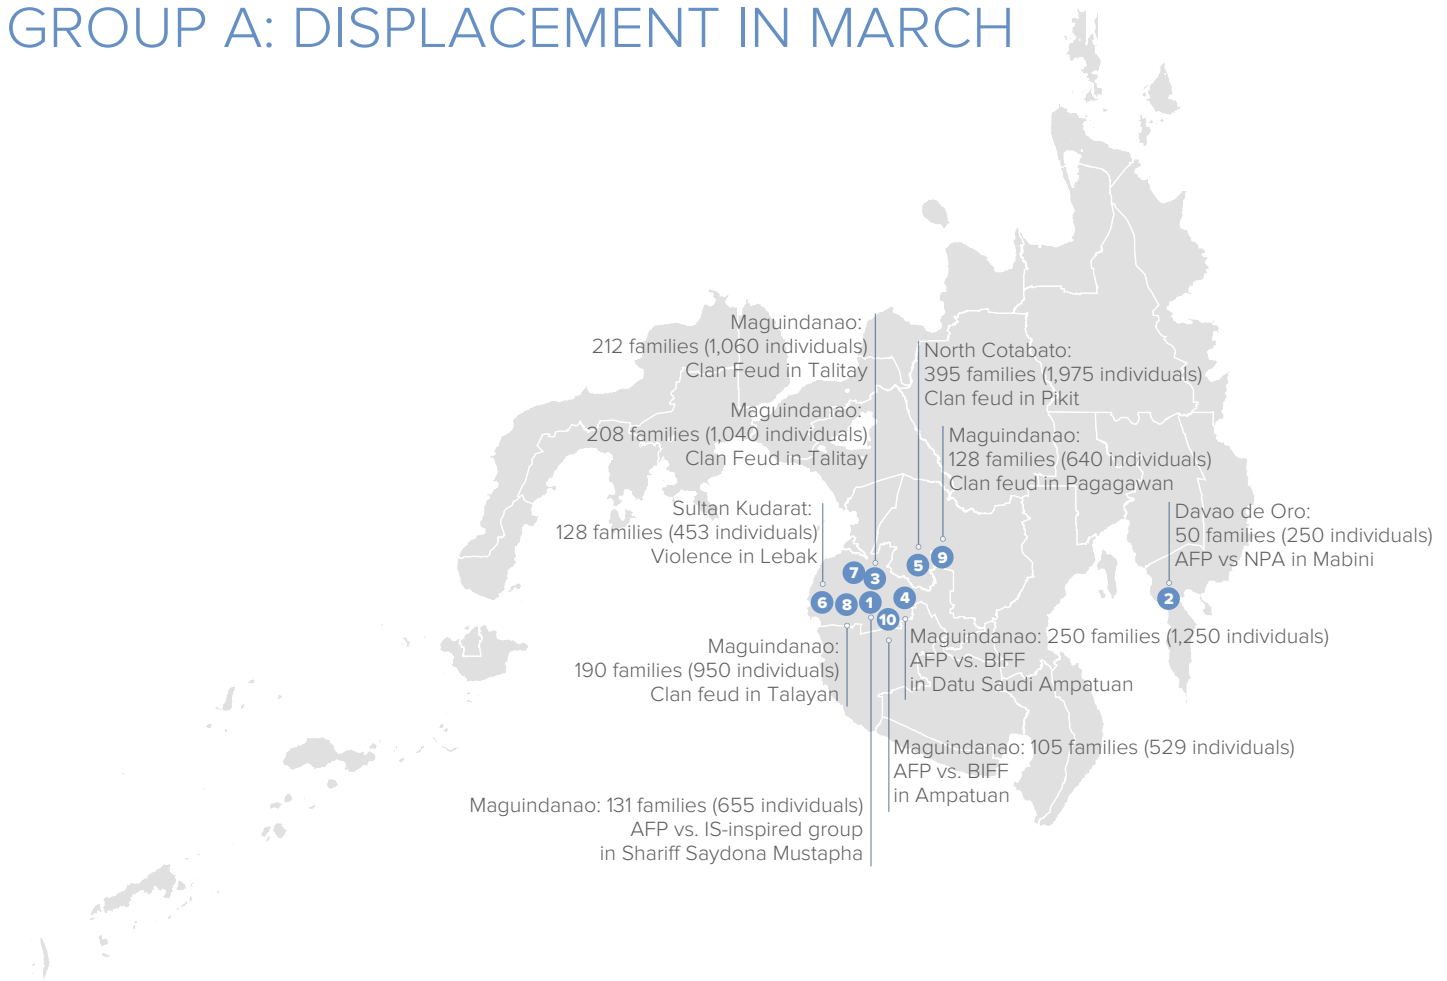 GROUP A: DISPLACEMENT IN MARCH
Maguindanao:
212 families (1,060 individuals)
Clan Feud in Talitay
Maguindanao:
208 families (1,040 individuals)
Clan Feud in Talitay
North Cotabato:
395 families (1,975 individuals)
Clan feud in Pikit
Maguindanao:
128 families (640 individuals)
Clan feud in Pagagawan
Sultan Kudarat:
128 families (453 individuals)
Violence in Lebak
Davao de Oro:
50 families (250 individuals)
AFP vs NPA in Mabini
7
3
5
9
6
8
1
4
10
2
Maguindanao:
190 families (950 individuals)
Clan feud in Talayan
Maguindanao: 250 families (1,250 individuals)
AFP vs. BIFF
in Datu Saudi Ampatuan
Maguindanao: 105 families (529 individuals)
AFP vs. BIFF
in Ampatuan
Maguindanao: 131 families (655 individuals)
AFP vs. IS-inspired group
in Shariff Saydona Mustapha